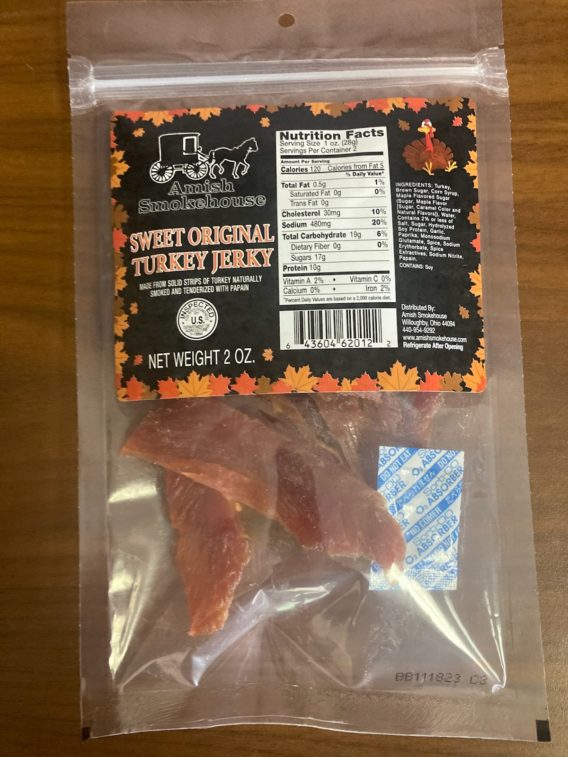 Amish
Smokehouse
SWEET ORIGINAL
TURKEY JERKY
MADE FROM SOLID STRIPS OF TURKEY NATURALLY
SMOKED AND TENDERIZED WITH PAPAIN
INSPECTED
U.S.
NET WEIGHT 2 OZ.
Nutrition Facts
Serving Size 1 oz. (28g)
Servings Per Container 2
Amount Per Serving
Calories 120 Calories from Fat 5
% Daily Value*
Total Fat 0.5g 1%
Saturated Fat 0g 0%
Trans Fat 0g
Cholesterol 30mg 10%
Sodium 480mg 20%
Total Carbohydrate 19g 6%
Dietary Fiber 0g 0%
Sugars 17g
Protein 10g
Vitamin A 2% • Vitamin C 0%
Calcium 0% • Iron 2%
*Percent Daily Values are based on a 2,000 calorie diet.
6 43604 62012 2
INGREDIENTS: Turkey,
Brown Sugar, Corn Syrup,
Maple Flavored Sugar
(Sugar, Maple Flavor
(Sugar, Caramel Color and
Natural Flavors), Water,
Contains 2% or less of
Salt, Sugar, Hydrolyzed
Soy Protein, Garlic,
Paprika, Monosodium
Glutamate, Spice, Sodium
Erythorbate, Spice
Extractives, Sodium Nitrite,
Papain.
CONTAINS: Soy
Distributed By:
Amish Smokehouse
Willoughby, Ohio 44094
440-954-9292
www.amishsmokehouse.com
Refrigerate After Opening
DO NOT EAT
O₂ ABSORBER
BB111823 C3